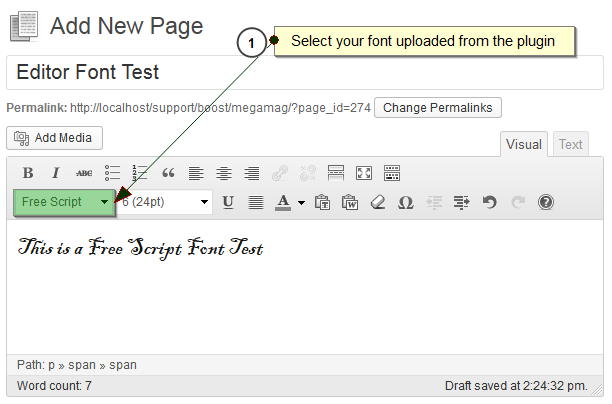 Add New Page
1
Select your font uploaded from the plugin
Editor Font Test
Permalink: http://localhost/support/boost/megamag/?page_id=274 Change Permalinks
Add Media
Visual Text
B I ABC
Free Script 6 (24pt) U A Ω ?
This is a Free Script Font Test
Path: p » span » span
Word count: 7 Draft saved at 2:24:32 pm.